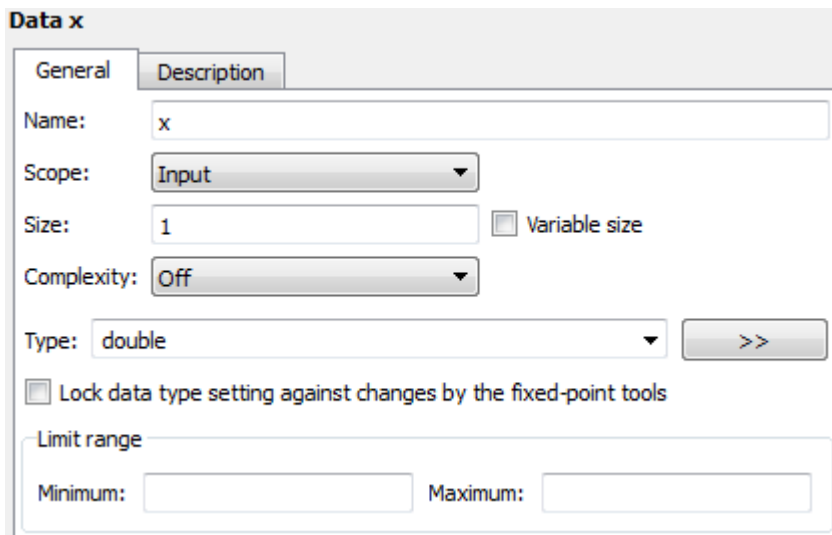 Data x
General Description
Name: x
Scope: Input
Size: 1 Variable size
Complexity: Off
Type: double >>
Lock data type setting against changes by the fixed-point tools
Limit range
Minimum: Maximum: